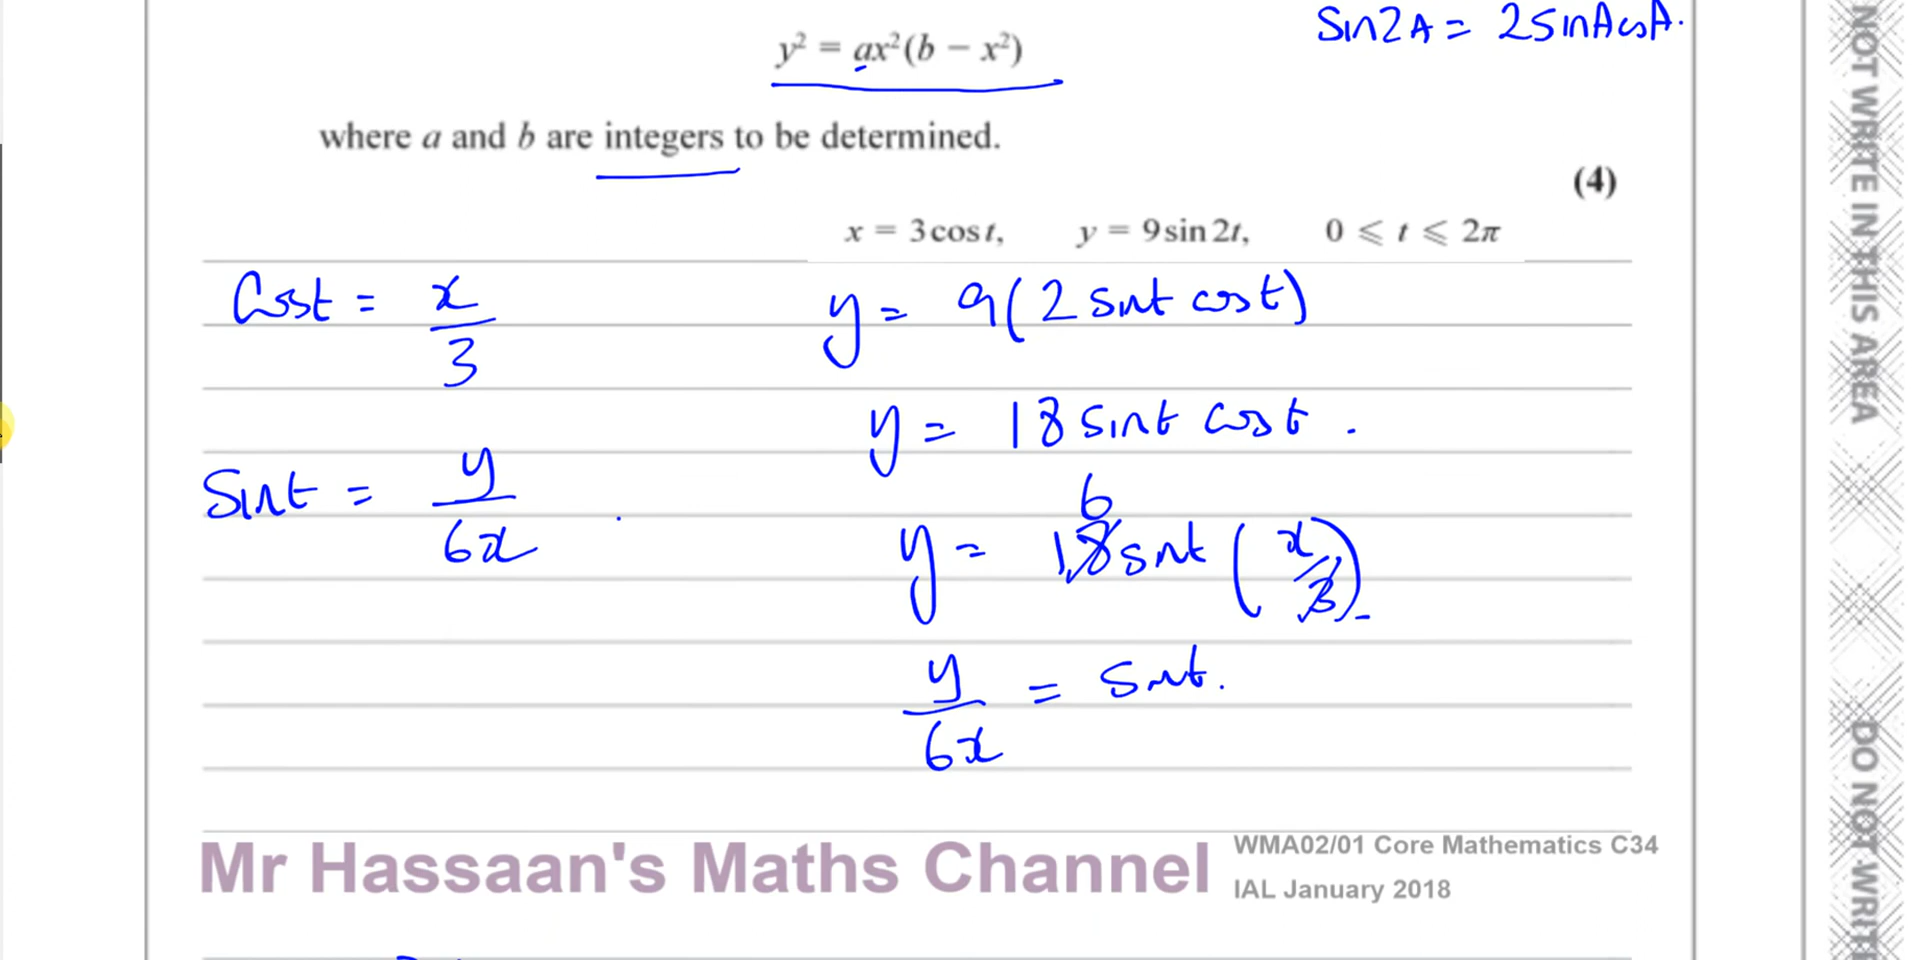 Sin2A = 2SinAcosA.
y² = ax²(b − x²)
where a and b are integers to be determined.
(4)
x = 3cos t, y = 9sin 2t, 0 ⩽ t ⩽ 2π
Cost = x/3
y = 9(2 sint cost)
y = 18 sint cost.
Sint = y/6x
6
y = 18 sint (x/3)
y/6x = sint.
Mr Hassaan's Maths Channel
WMA02/01 Core Mathematics C34
IAL January 2018
NOT WRITE IN THIS AREA
DO NOT WRITE